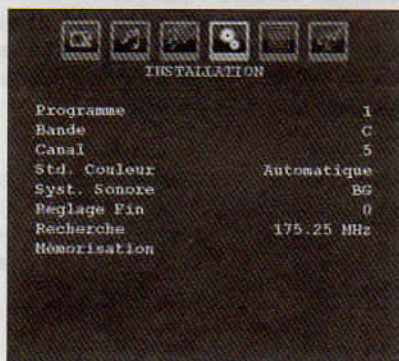 INSTALLATION
Programme 1
Bande C
Canal 5
Std. Couleur Automatique
Syst. Sonore BG
Reglage Fin 0
Recherche 175.25 MHz
Mémorisation